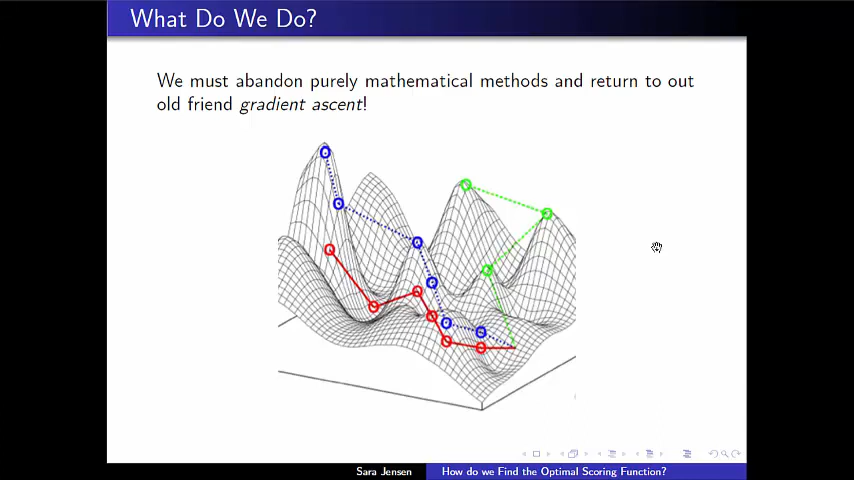 What Do We Do?
We must abandon purely mathematical methods and return to out
old friend gradient ascent!
Sara Jensen
How do we Find the Optimal Scoring Function?